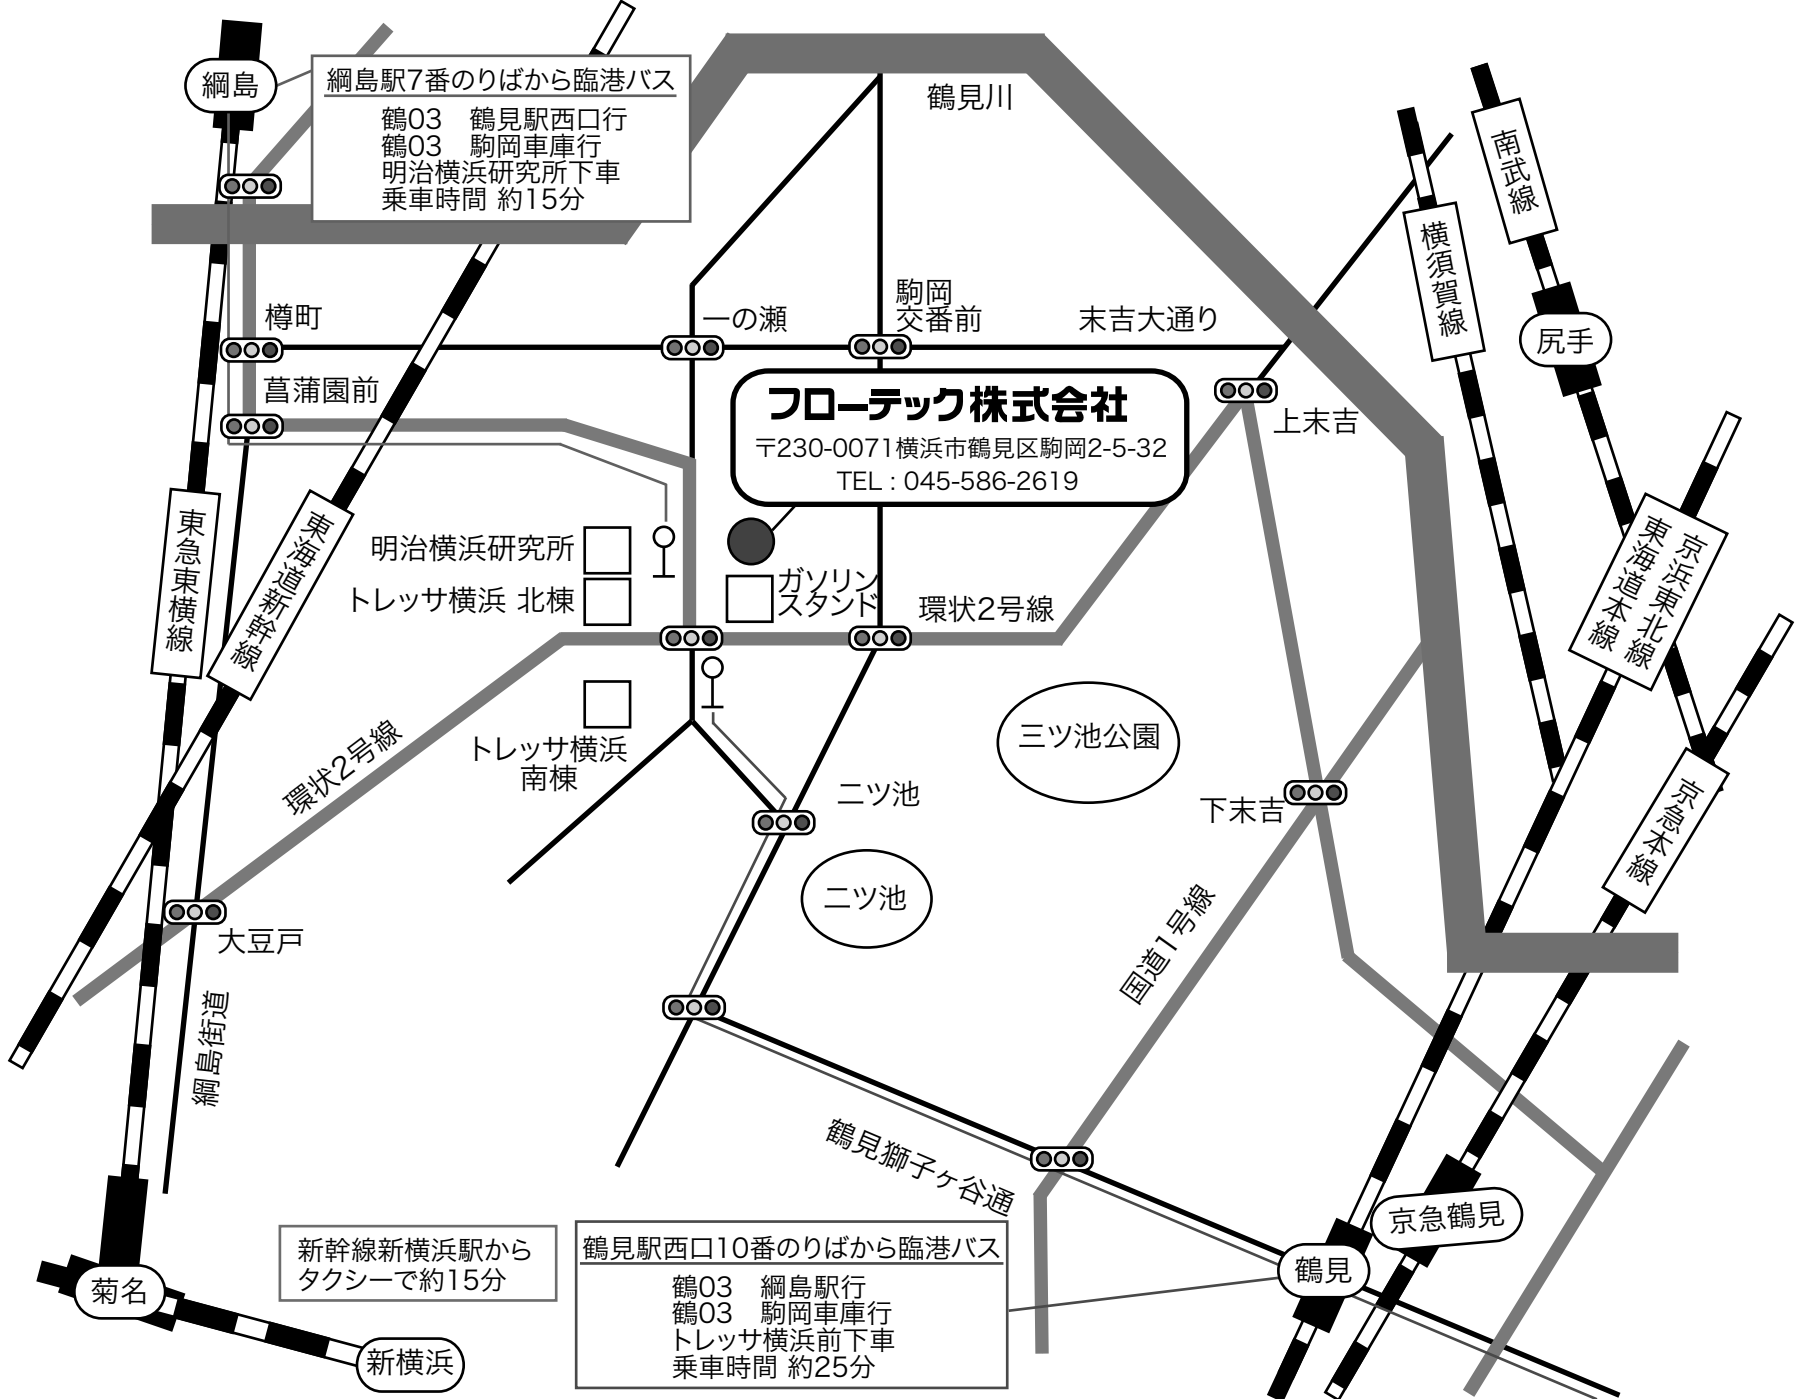 綱島
綱島駅7番のりばから臨港バス
鶴03　鶴見駅西口行
鶴03　駒岡車庫行
明治横浜研究所下車
乗車時間 約15分
鶴見川
南武線
横須賀線
尻手
樽町
一の瀬
駒岡
交番前
末吉大通り
菖蒲園前
フローテック株式会社
〒230-0071横浜市鶴見区駒岡2-5-32
TEL : 045-586-2619
上末吉
東急東横線
東海道新幹線
明治横浜研究所
トレッサ横浜 北棟
ガソリン
スタンド
環状2号線
京浜東北線
東海道本線
トレッサ横浜
南棟
環状2号線
三ツ池公園
二ツ池
下末吉
京急本線
二ツ池
大豆戸
国道1号線
綱島街道
鶴見獅子ヶ谷通
京急鶴見
鶴見
菊名
新横浜
新幹線新横浜駅から
タクシーで約15分
鶴見駅西口10番のりばから臨港バス
鶴03　綱島駅行
鶴03　駒岡車庫行
トレッサ横浜前下車
乗車時間 約25分